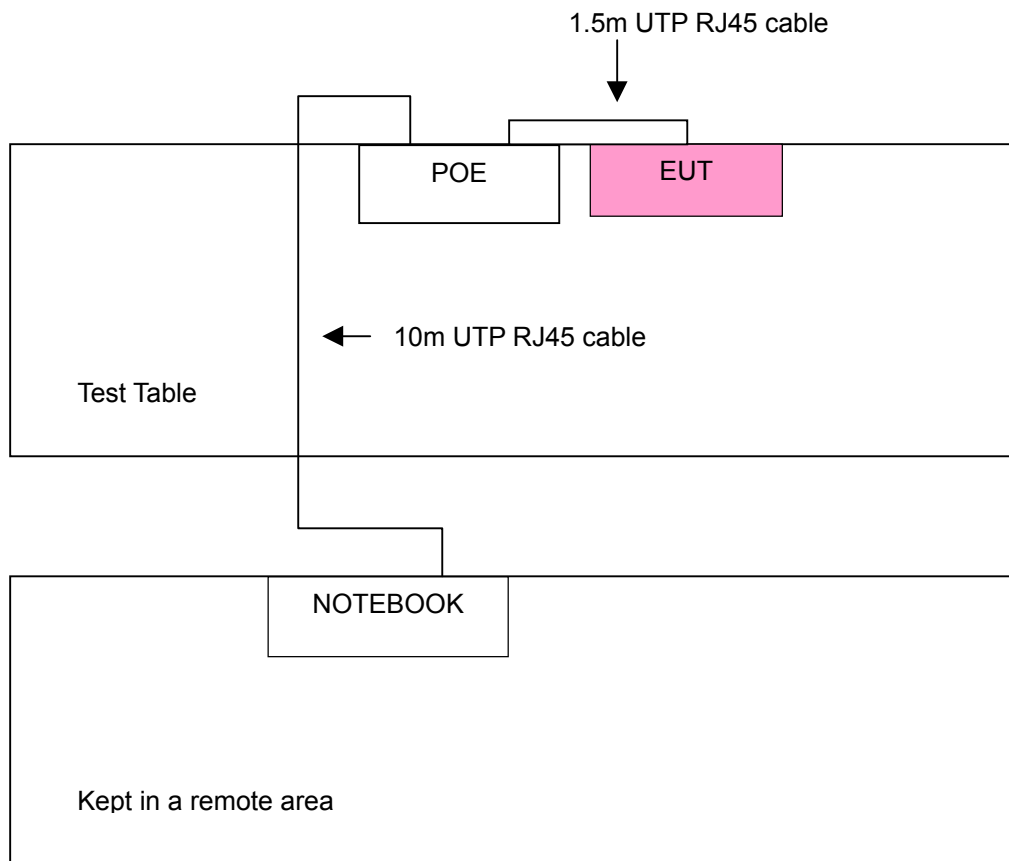 1.5m UTP RJ45 cable
POE
EUT
10m UTP RJ45 cable
Test Table
NOTEBOOK
Kept in a remote area